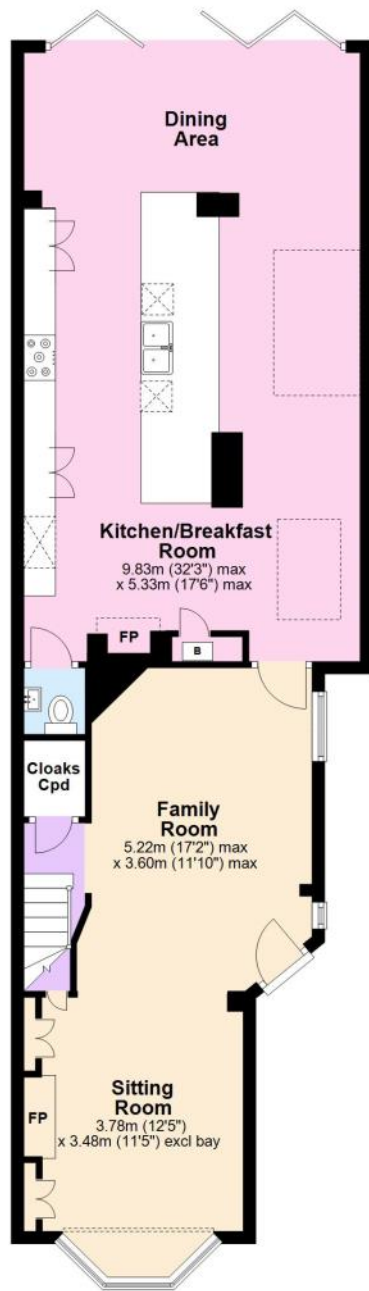 Dining
Area
Kitchen/Breakfast
Room
9.83m (32'3") max
x 5.33m (17'6") max
FP
B
Cloaks
Cpd
Family
Room
5.22m (17'2") max
x 3.60m (11'10") max
Sitting
Room
3.78m (12'5")
x 3.48m (11'5") excl bay
FP